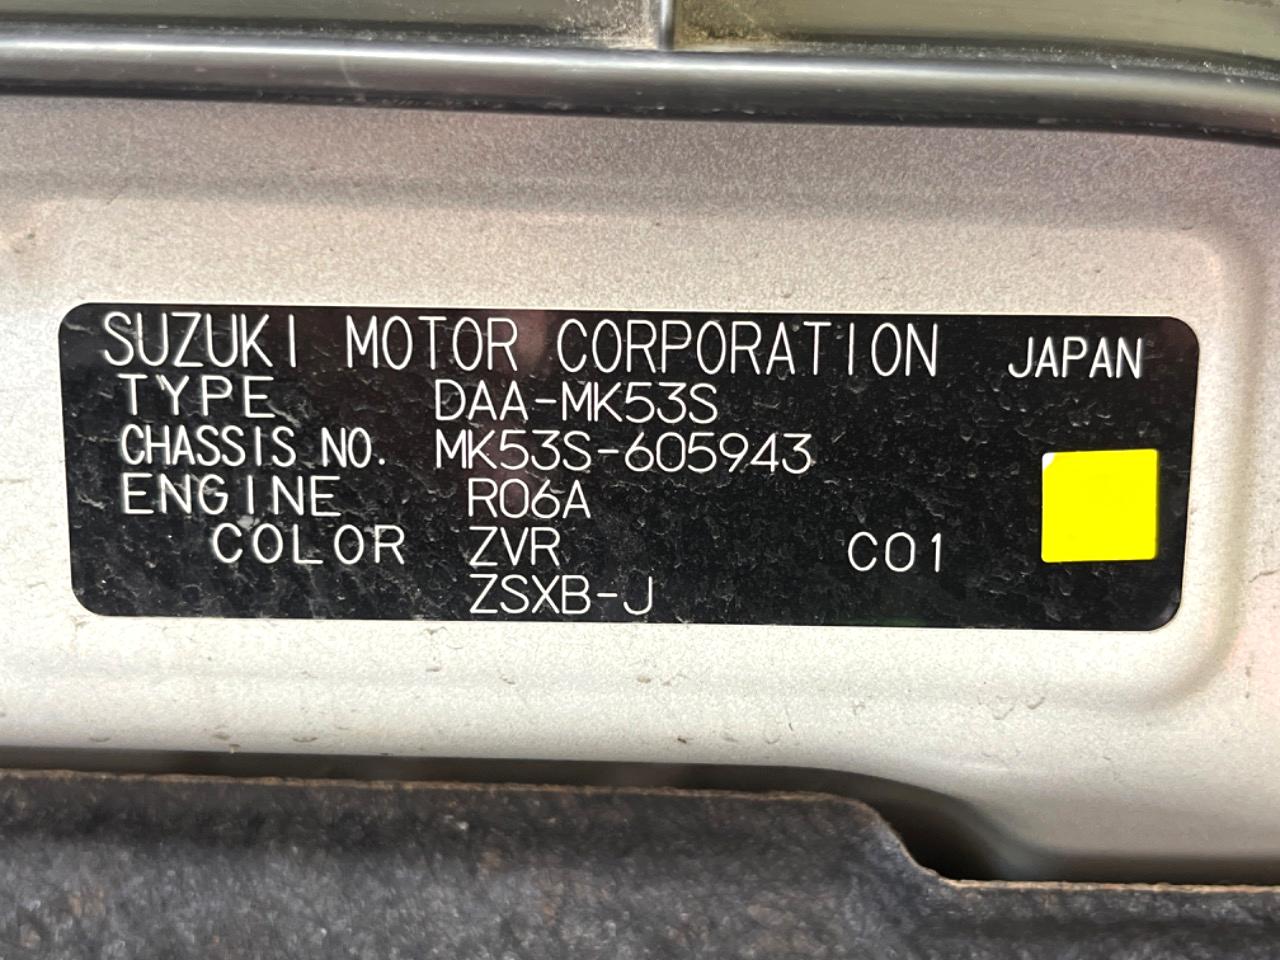 SUZUKI MOTOR CORPORATION JAPAN
TYPE DAA-MK53S
CHASSIS NO. MK53S-605943
ENGINE R06A
COLOR ZVR C01
ZSXB-J